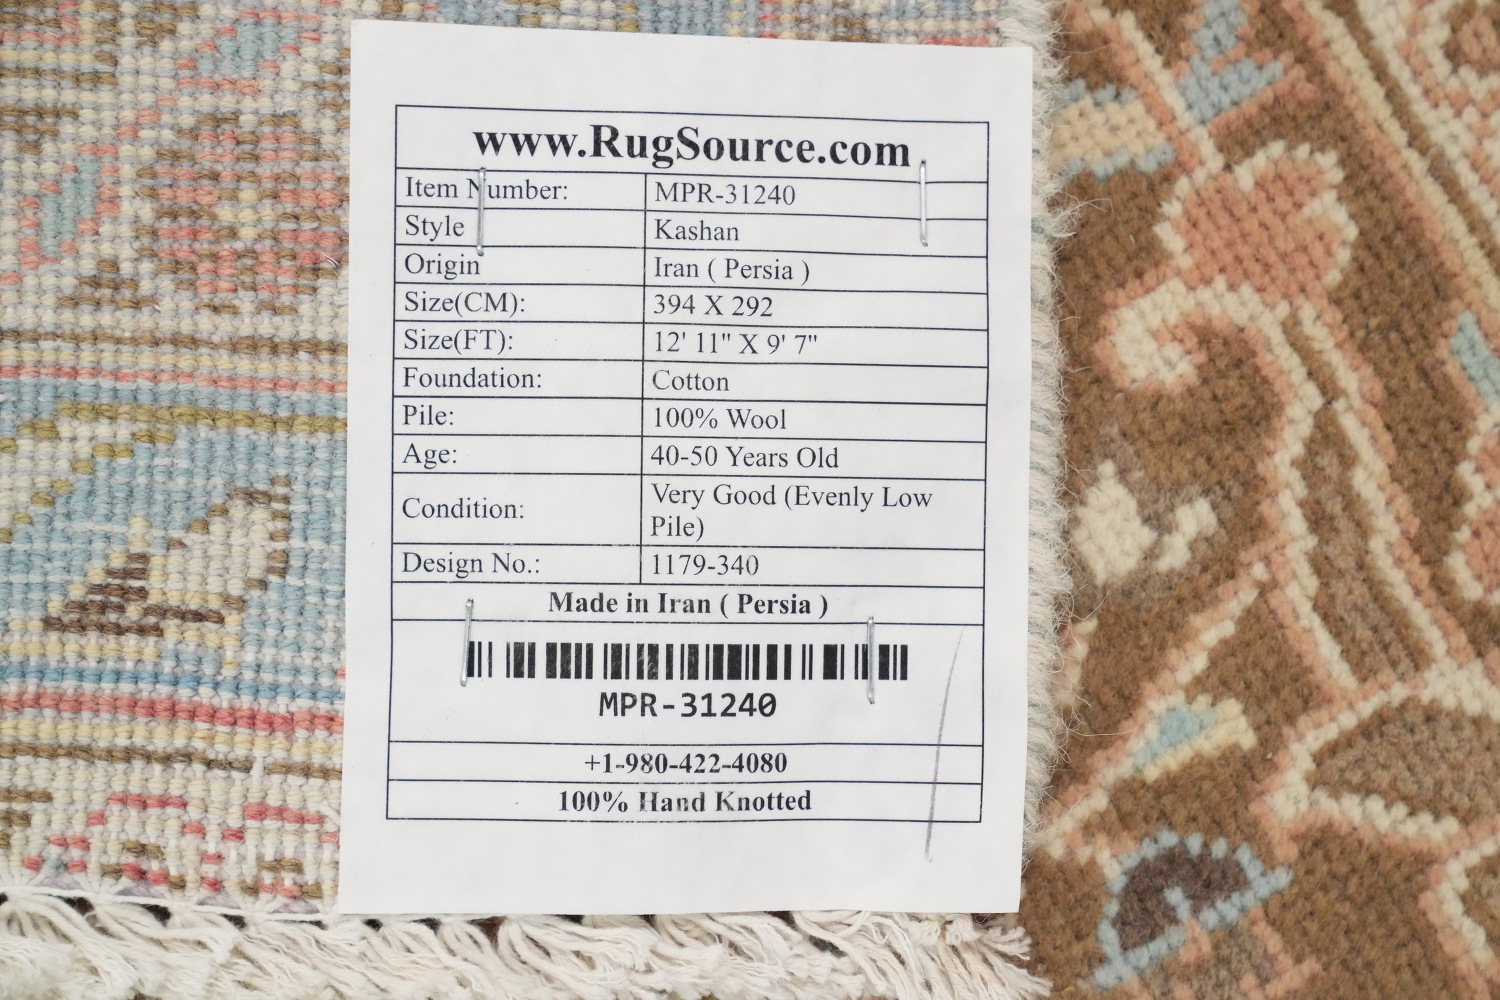 www.RugSource.com
Item Number: MPR-31240
Style Kashan
Origin Iran ( Persia )
Size(CM): 394 X 292
Size(FT): 12' 11" X 9' 7"
Foundation: Cotton
Pile: 100% Wool
Age: 40-50 Years Old
Condition: Very Good (Evenly Low
Pile)
Design No.: 1179-340
Made in Iran ( Persia )
MPR-31240
+1-980-422-4080
100% Hand Knotted